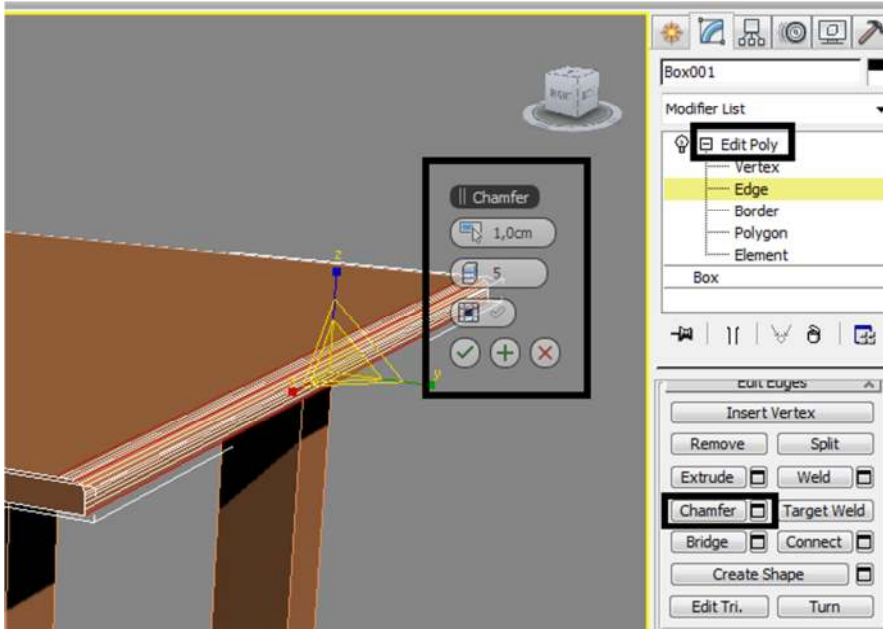 Box001
Modifier List
Edit Poly
Vertex
Edge
Border
Polygon
Element
Box
Chamfer
1,0cm
5
z
y
Edit Edges
Insert Vertex
Remove Split
Extrude Weld
Chamfer Target Weld
Bridge Connect
Create Shape
Edit Tri. Turn